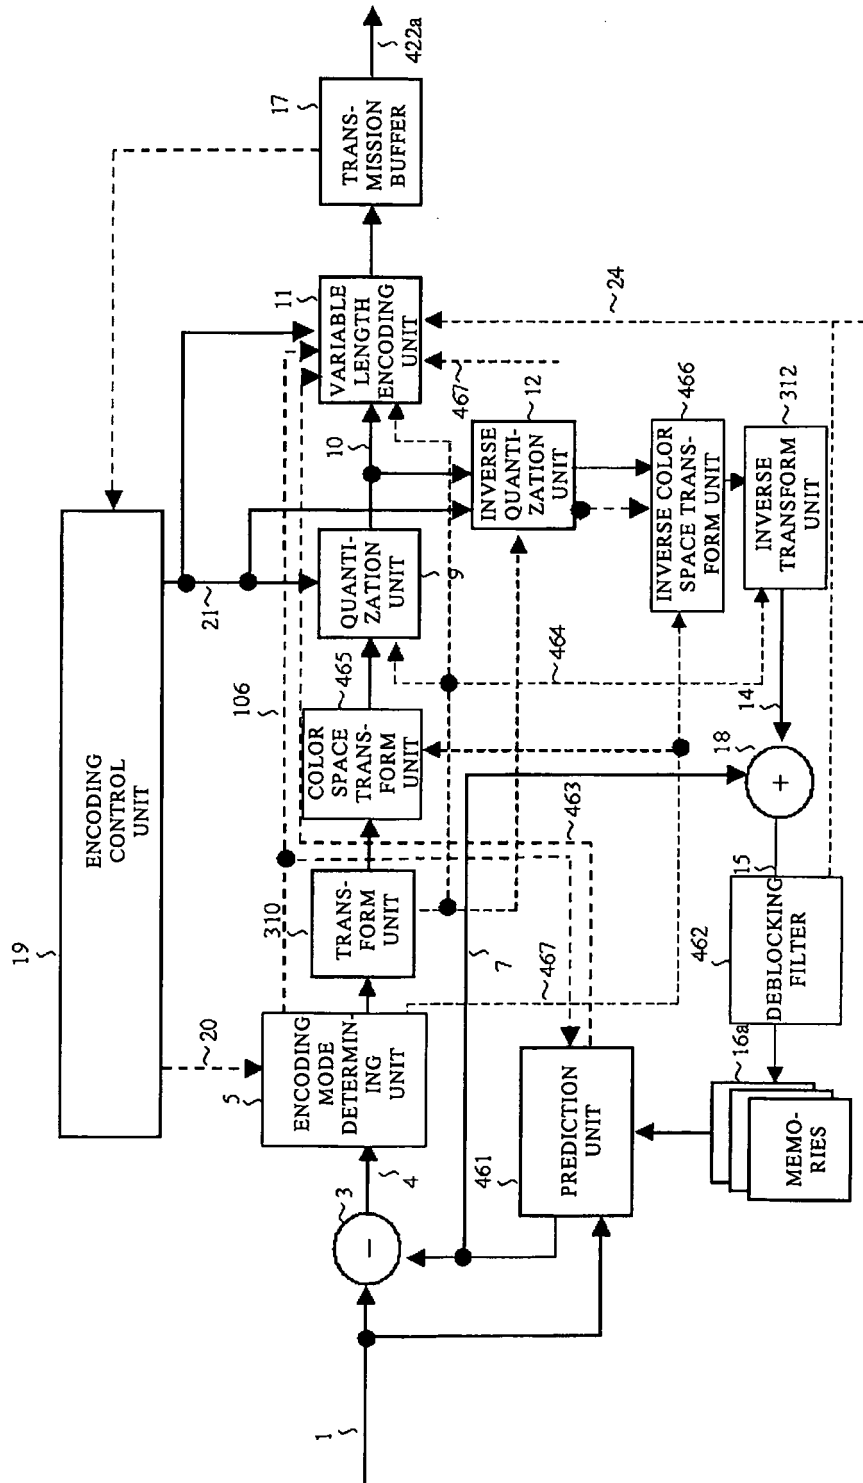 19
ENCODING
CONTROL
UNIT
20
21
106
17
TRANS-
MISSION
BUFFER
422a
11
VARIABLE
LENGTH
ENCODING
UNIT
10
QUANTI-
ZATION
UNIT
9
465
COLOR
SPACE
TRANS-
FORM
UNIT
310
TRANS-
FORM
UNIT
5
ENCODING
MODE
DETERMIN-
ING
UNIT
4
3
−
1
24
467
12
INVERSE
QUANTI-
ZATION
UNIT
466
INVERSE COLOR
SPACE TRANS-
FORM UNIT
312
INVERSE
TRANSFORM
UNIT
464
463
467
7
14
18
+
15
462
DEBLOCKING
FILTER
16a
MEMO-
RIES
461
PREDICTION
UNIT